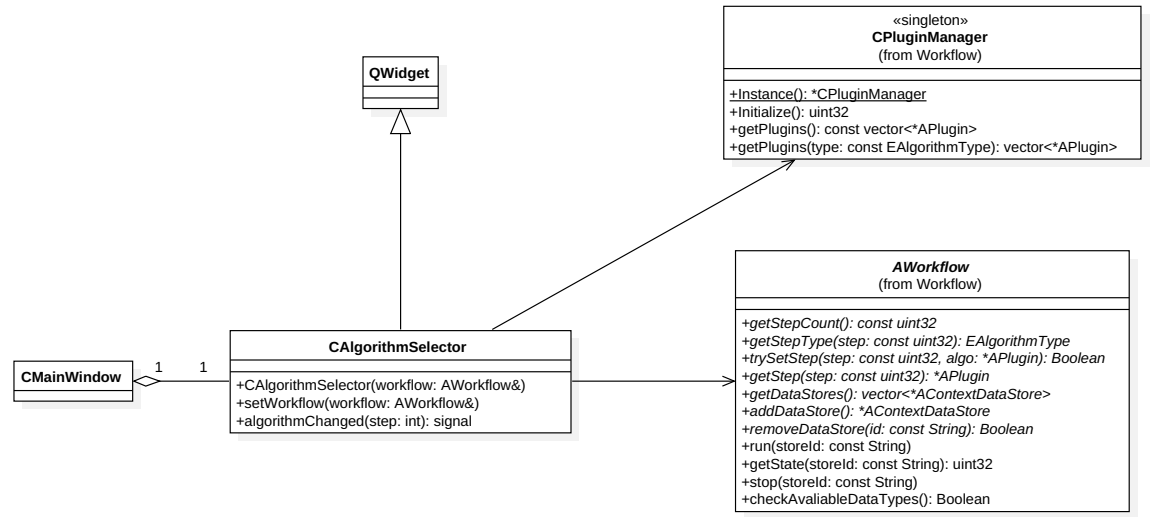 «singleton»
CPluginManager
(from Workflow)
+Instance(): *CPluginManager
+Initialize(): uint32
+getPlugins(): const vector<*APlugin>
+getPlugins(type: const EAlgorithmType): vector<*APlugin>
QWidget
AWorkflow
(from Workflow)
+getStepCount(): const uint32
+getStepType(step: const uint32): EAlgorithmType
+trySetStep(step: const uint32, algo: *APlugin): Boolean
+getStep(step: const uint32): *APlugin
+getDataStores(): vector<*AContextDataStore>
+addDataStore(): *AContextDataStore
+removeDataStore(id: const String): Boolean
+run(storeId: const String)
+getState(storeId: const String): uint32
+stop(storeId: const String)
+checkAvaliableDataTypes(): Boolean
CAlgorithmSelector
+CAlgorithmSelector(workflow: AWorkflow&)
+setWorkflow(workflow: AWorkflow&)
+algorithmChanged(step: int): signal
CMainWindow
1
1